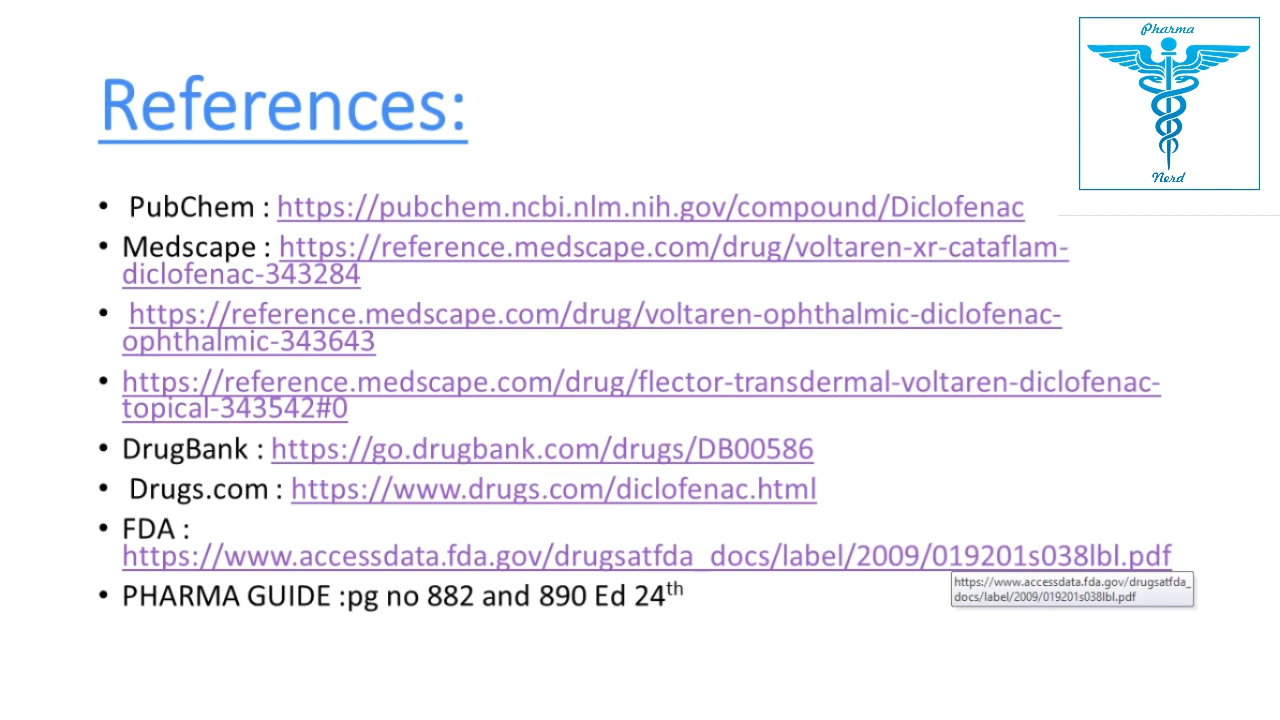 Pharma
Nerd
References:
• PubChem : https://pubchem.ncbi.nlm.nih.gov/compound/Diclofenac
• Medscape : https://reference.medscape.com/drug/voltaren-xr-cataflam-
diclofenac-343284
• https://reference.medscape.com/drug/voltaren-ophthalmic-diclofenac-
ophthalmic-343643
• https://reference.medscape.com/drug/flector-transdermal-voltaren-diclofenac-
topical-343542#0
• DrugBank : https://go.drugbank.com/drugs/DB00586
• Drugs.com : https://www.drugs.com/diclofenac.html
• FDA :
https://www.accessdata.fda.gov/drugsatfda_docs/label/2009/019201s038lbl.pdf
https://www.accessdata.fda.gov/drugsatfda_
docs/label/2009/019201s038lbl.pdf
• PHARMA GUIDE :pg no 882 and 890 Ed 24th